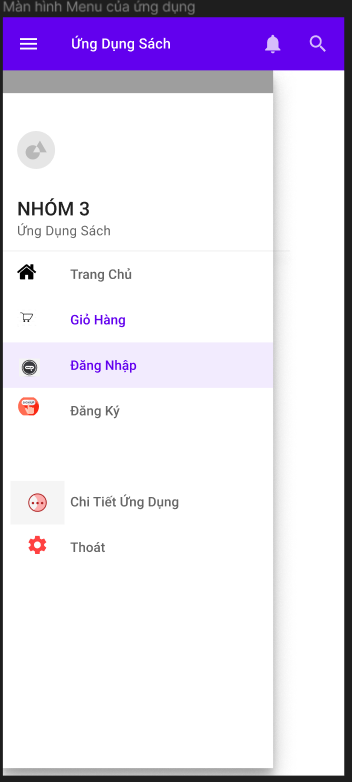 Màn hình Menu của ứng dụng
Ứng Dụng Sách
NHÓM 3
Ứng Dụng Sách
Trang Chủ
Giỏ Hàng
Đăng Nhập
Đăng Ký
Chi Tiết Ứng Dụng
Thoát